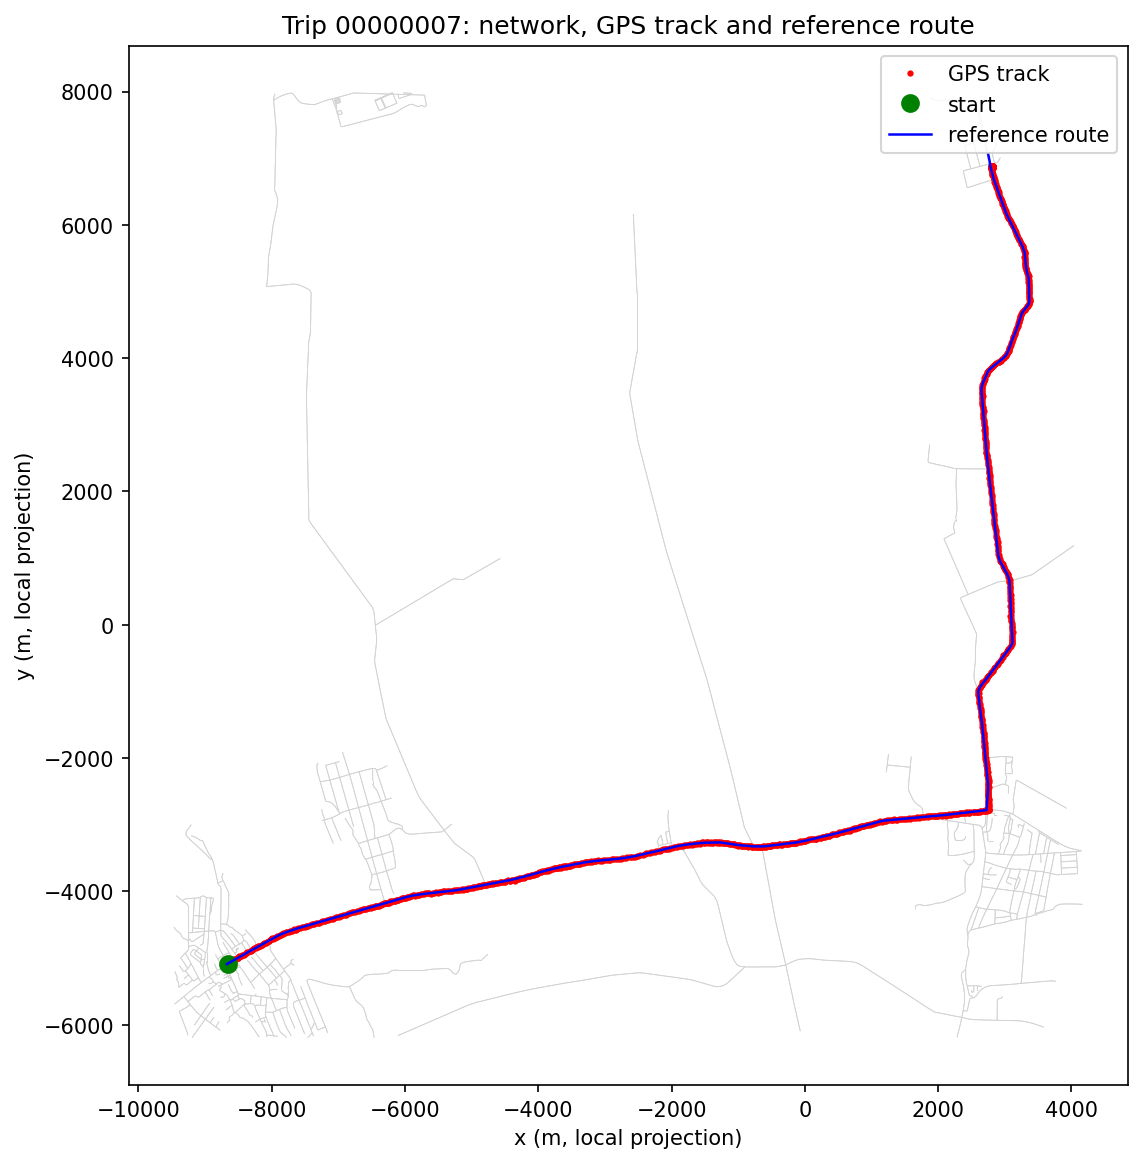 Trip 00000007: network, GPS track and reference route
GPS track
start
reference route
8000
6000
4000
2000
0
−2000
−4000
−6000
y (m, local projection)
−10000 −8000 −6000 −4000 −2000 0 2000 4000
x (m, local projection)